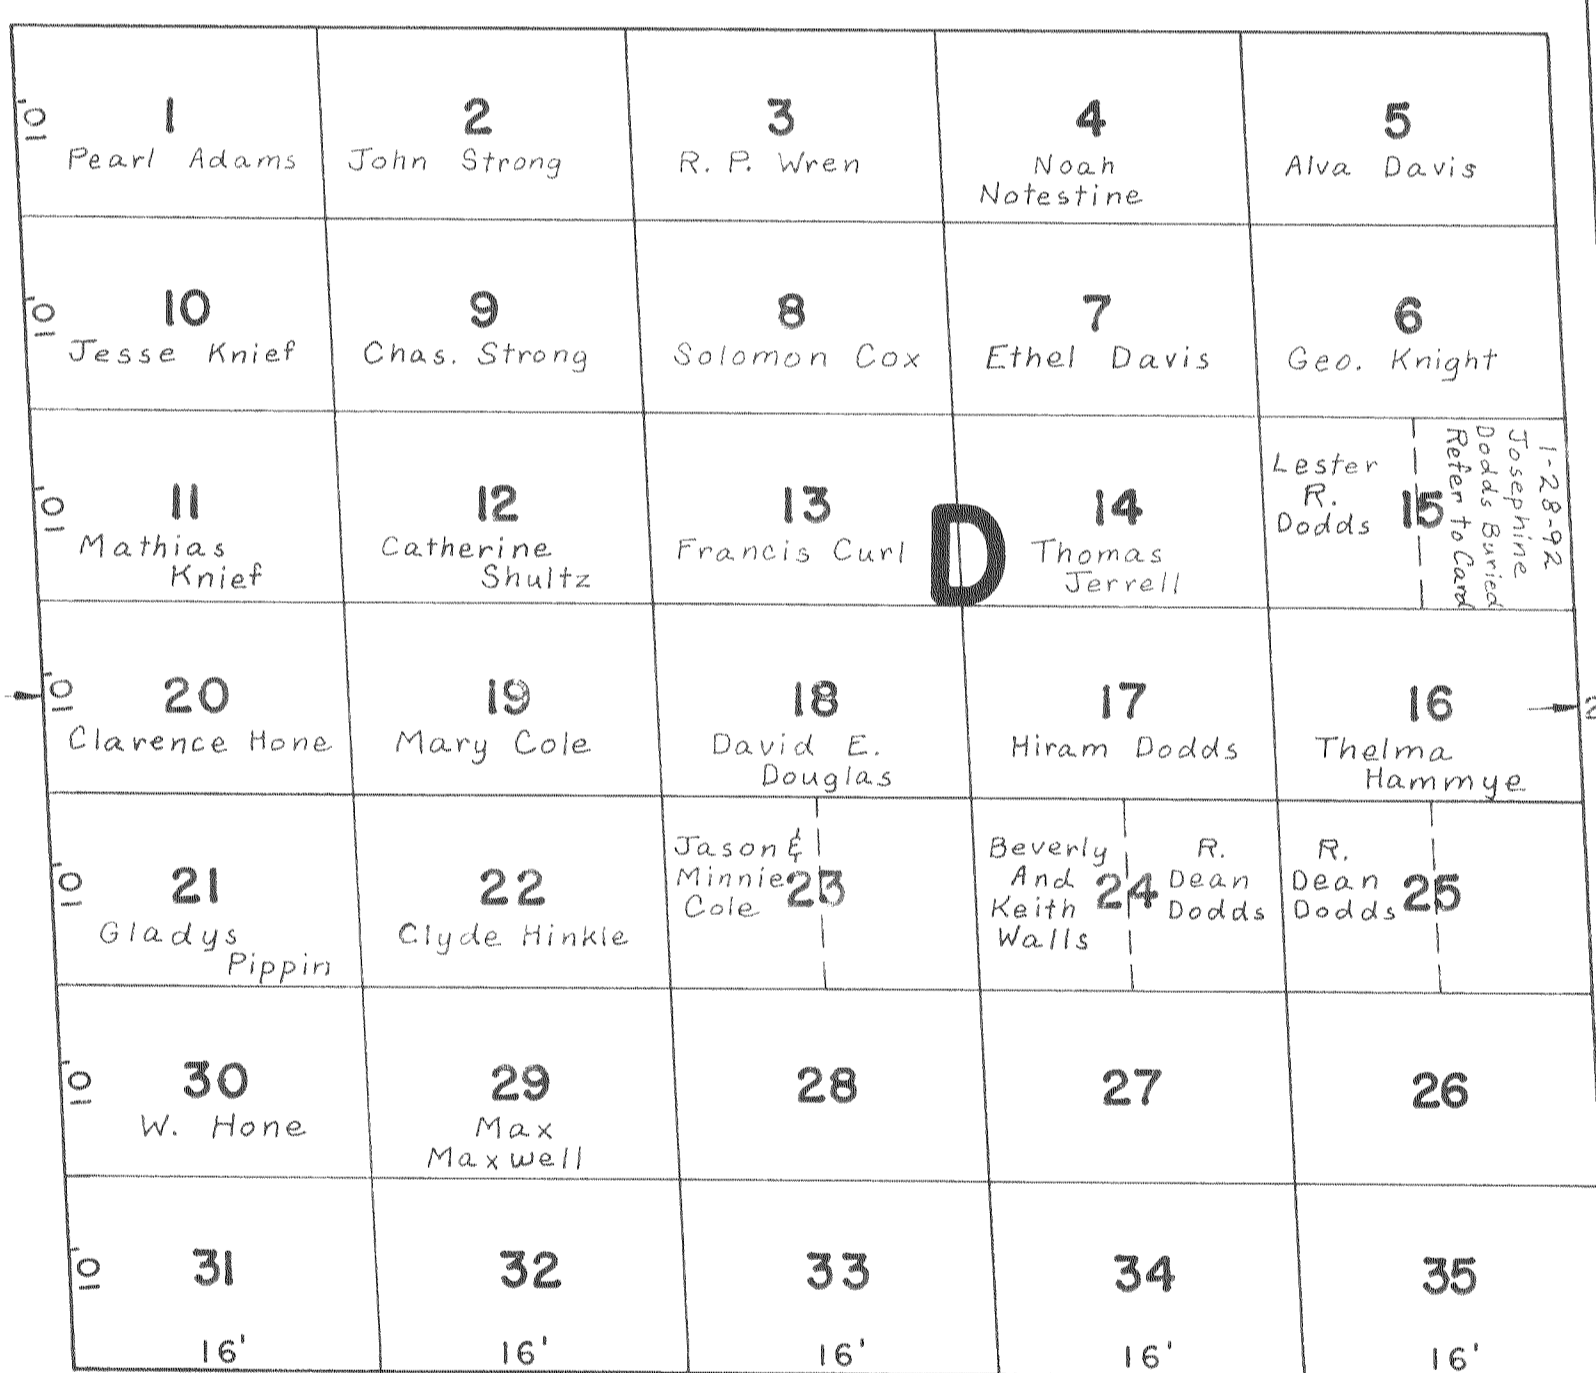 10' 1 2 3 4 5
Pearl Adams John Strong R. P. Wren Noah Alva Davis
Notestine
10' 10 9 8 7 6
Jesse Knief Chas. Strong Solomon Cox Ethel Davis Geo. Knight
10' 11 12 13 14
Mathias Catherine Francis Curl Thomas
Knief Shultz Jerrell
D
Lester
R.
Dodds
15
1-28-92
Josephine
Dodds Buried
Refer to Card
10' 20 19 18 17 16
Clarence Hone Mary Cole David E. Hiram Dodds Thelma
Douglas Hammye
10' 21 22
Gladys Clyde Hinkle
Pippin
Jason &
Minnie
Cole
23
Beverly
And
Keith
Walls
24
R.
Dean
Dodds
R.
Dean
Dodds
25
10' 30 29 28 27 26
W. Hone Max
Maxwell
10' 31 32 33 34 35
16' 16' 16' 16' 16'